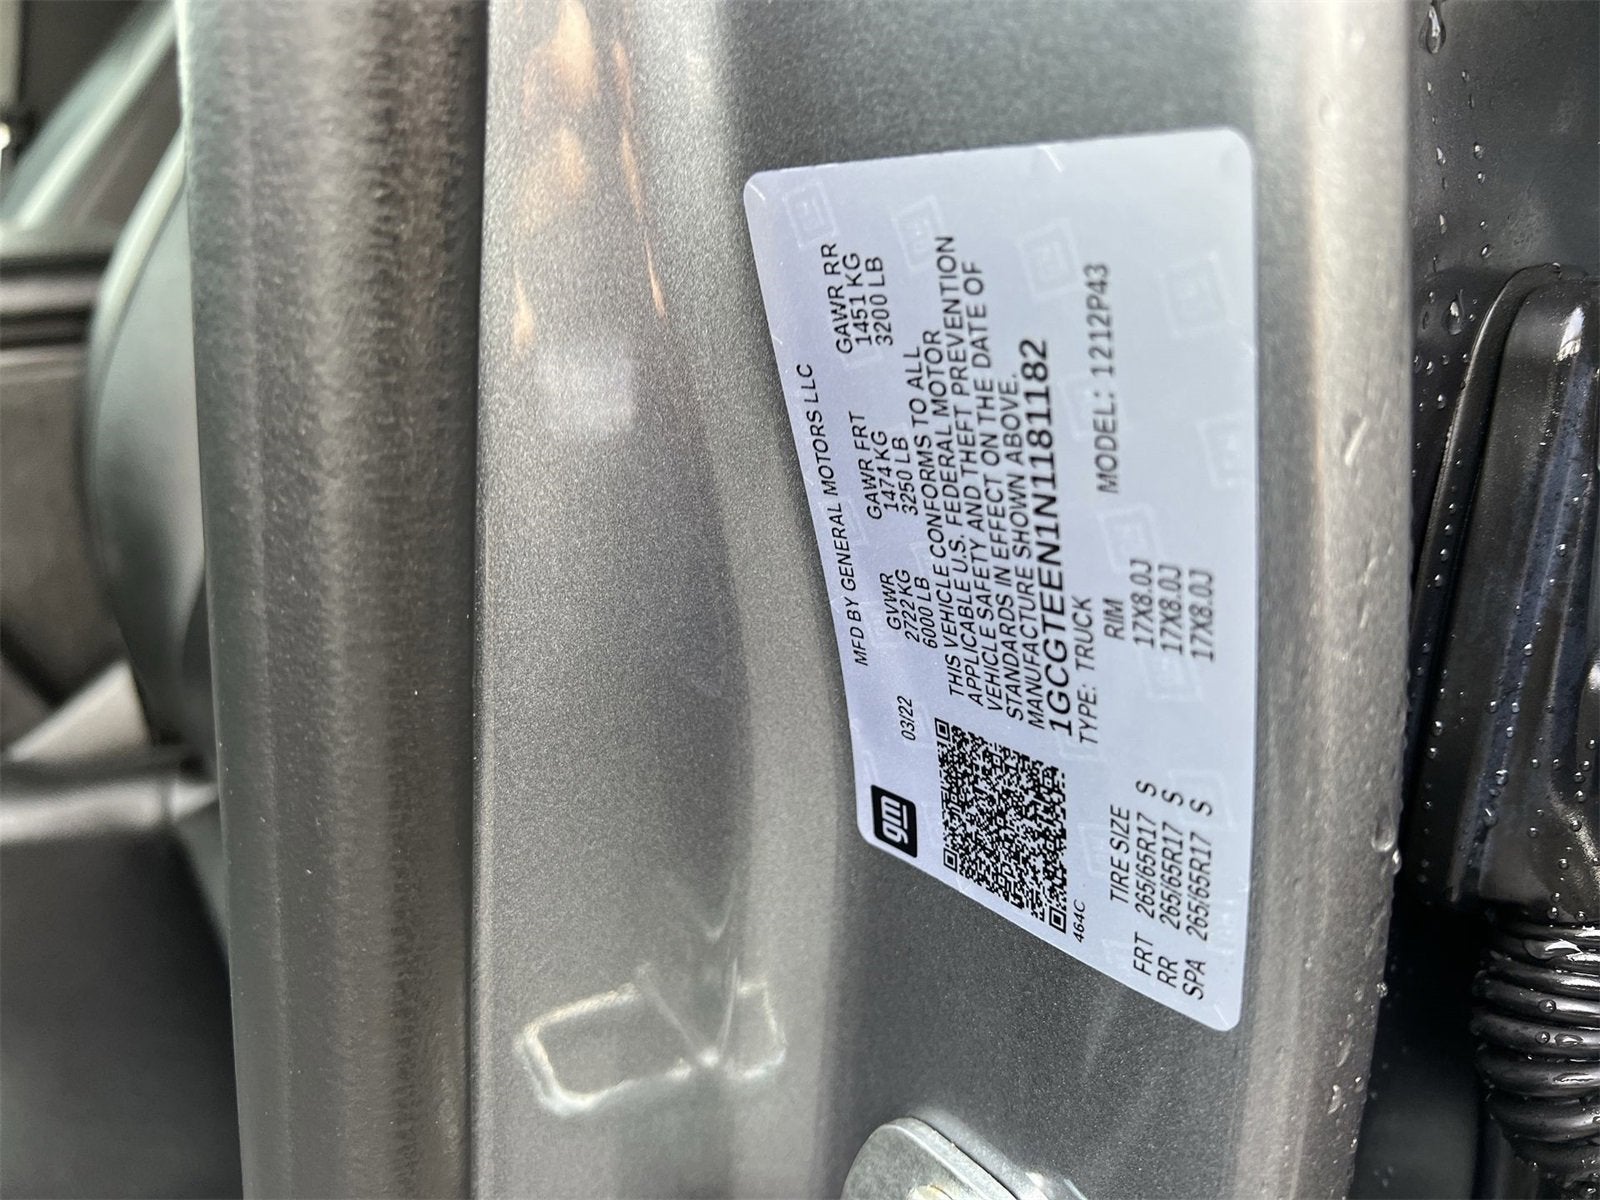 gm
MFD BY GENERAL MOTORS LLC
03/22
GVWR GAWR FRT GAWR RR
2722 KG 1474 KG 1451 KG
6000 LB 3250 LB 3200 LB
THIS VEHICLE CONFORMS TO ALL
APPLICABLE U.S. FEDERAL MOTOR
VEHICLE SAFETY AND THEFT PREVENTION
STANDARDS IN EFFECT ON THE DATE OF
MANUFACTURE SHOWN ABOVE.
1GCGTEEN1N1181182
464C
TYPE: TRUCK MODEL: 1212P43
TIRE SIZE RIM
FRT 265/65R17 S 17X8.0J
RR 265/65R17 S 17X8.0J
SPA 265/65R17 S 17X8.0J